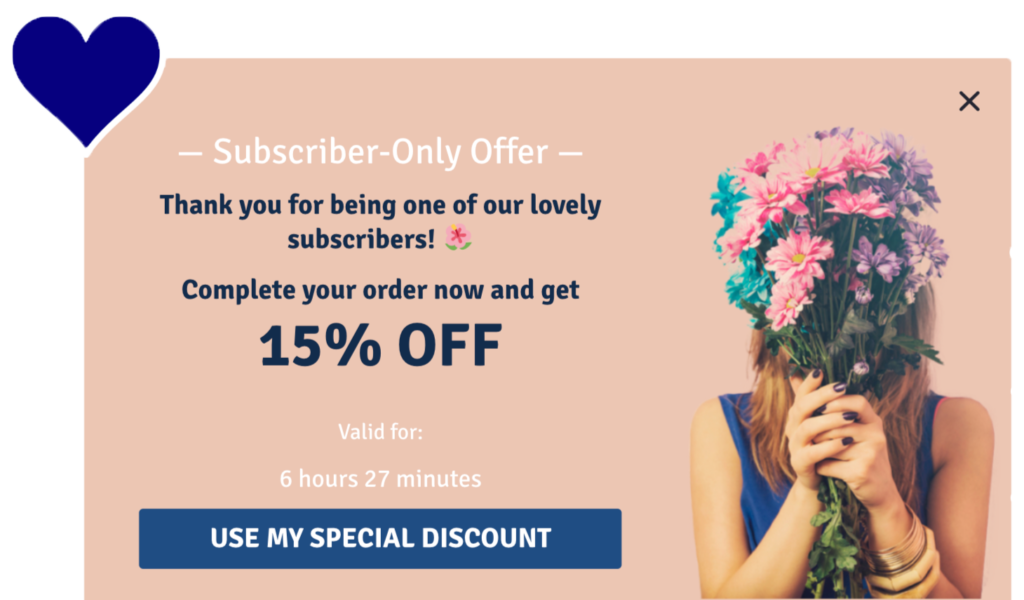 — Subscriber-Only Offer —
Thank you for being one of our lovely
subscribers! 🌺
Complete your order now and get
15% OFF
Valid for:
6 hours 27 minutes
USE MY SPECIAL DISCOUNT